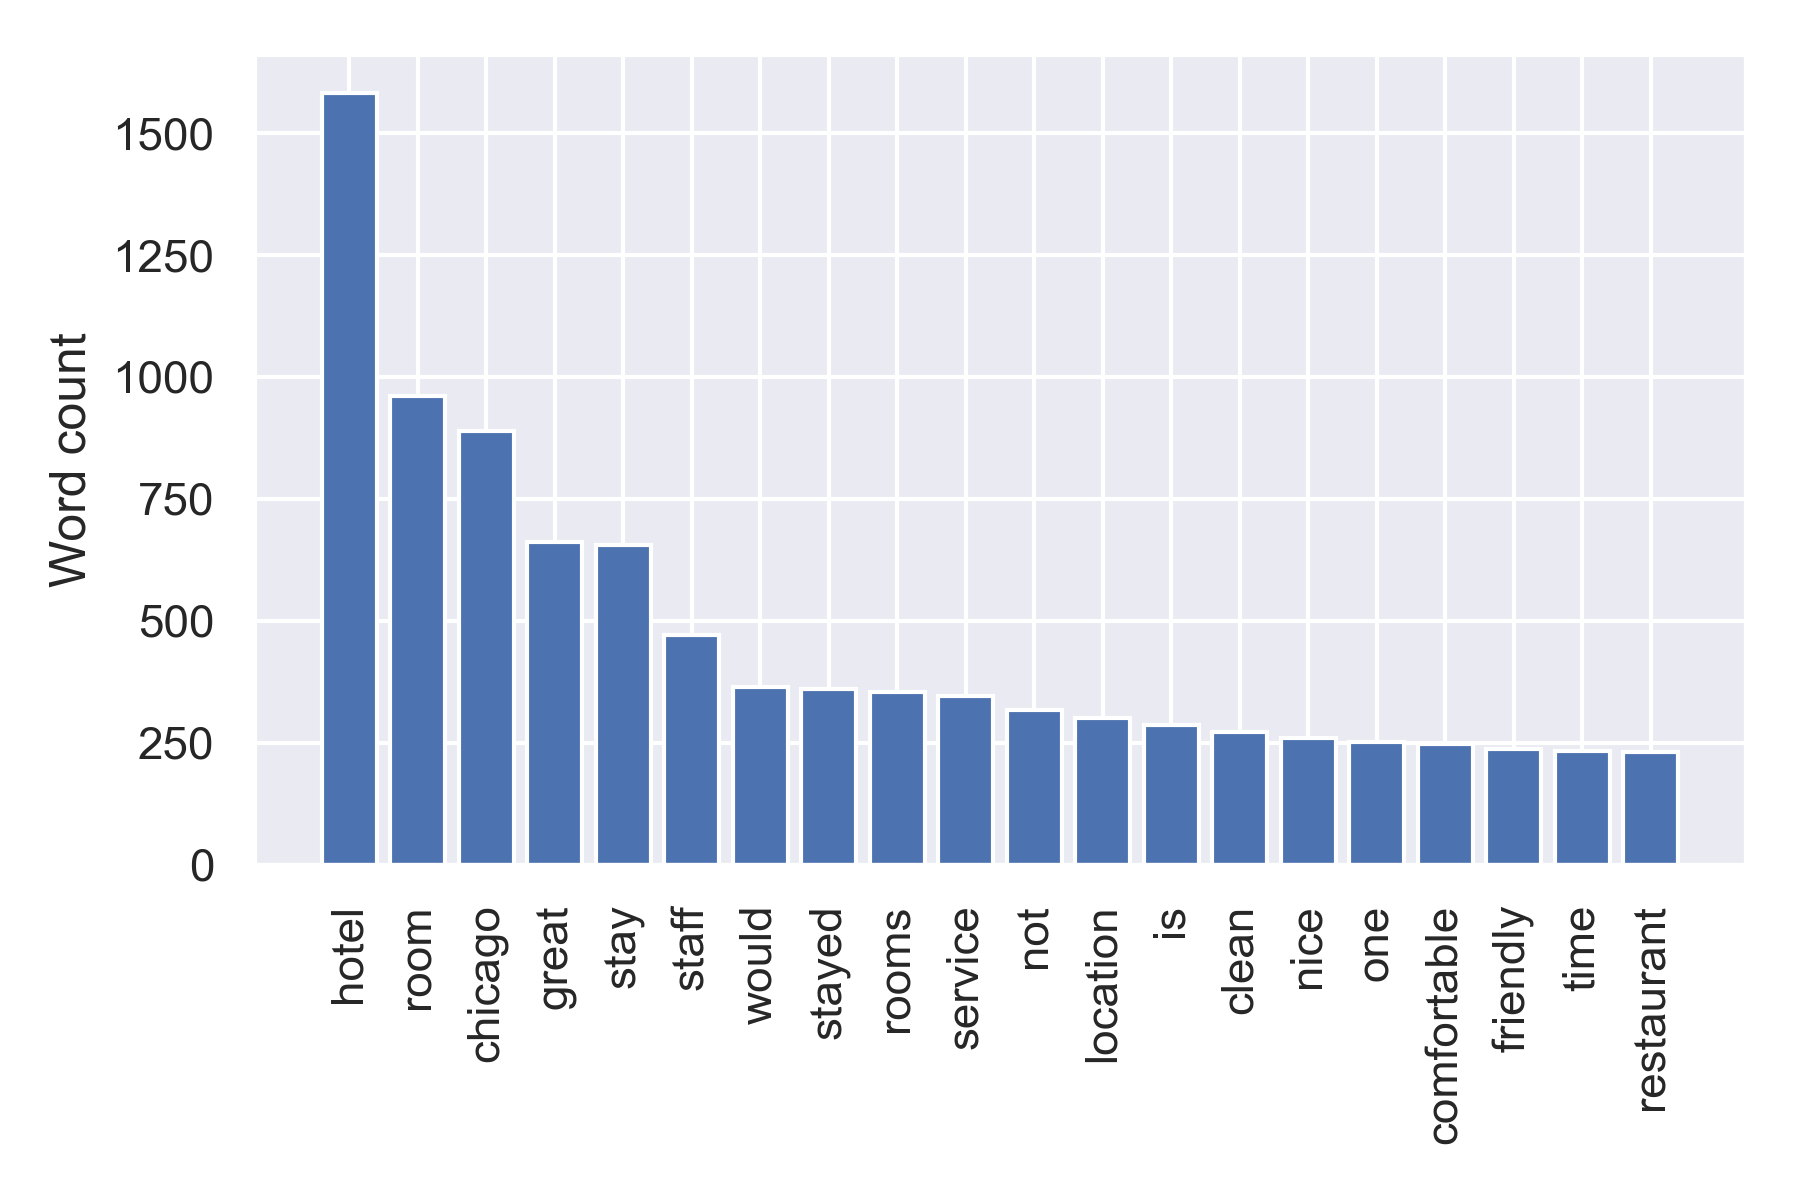 Word count
1500
1250
1000
750
500
250
0
hotel
room
chicago
great
stay
staff
would
stayed
rooms
service
not
location
is
clean
nice
one
comfortable
friendly
time
restaurant